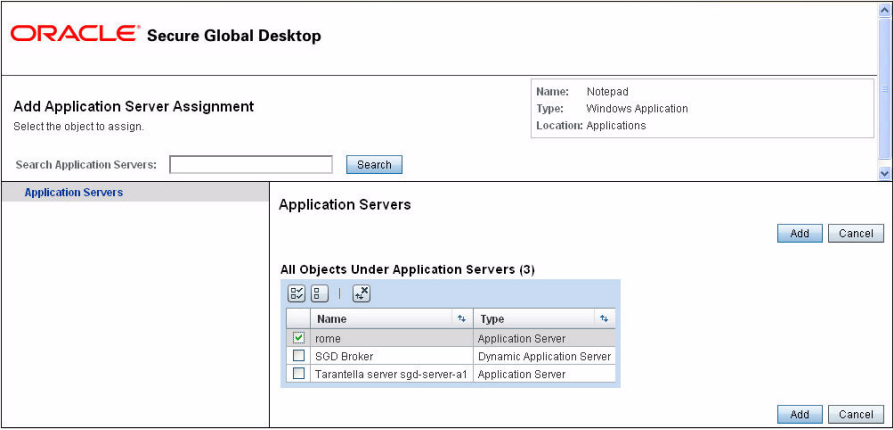 ORACLE Secure Global Desktop
Name: Notepad
Type: Windows Application
Location: Applications
Add Application Server Assignment
Select the object to assign.
Search Application Servers: Search
Application Servers
Application Servers
Add Cancel
All Objects Under Application Servers (3)
Name Type
rome Application Server
SGD Broker Dynamic Application Server
Tarantella server sgd-server-a1 Application Server
Add Cancel